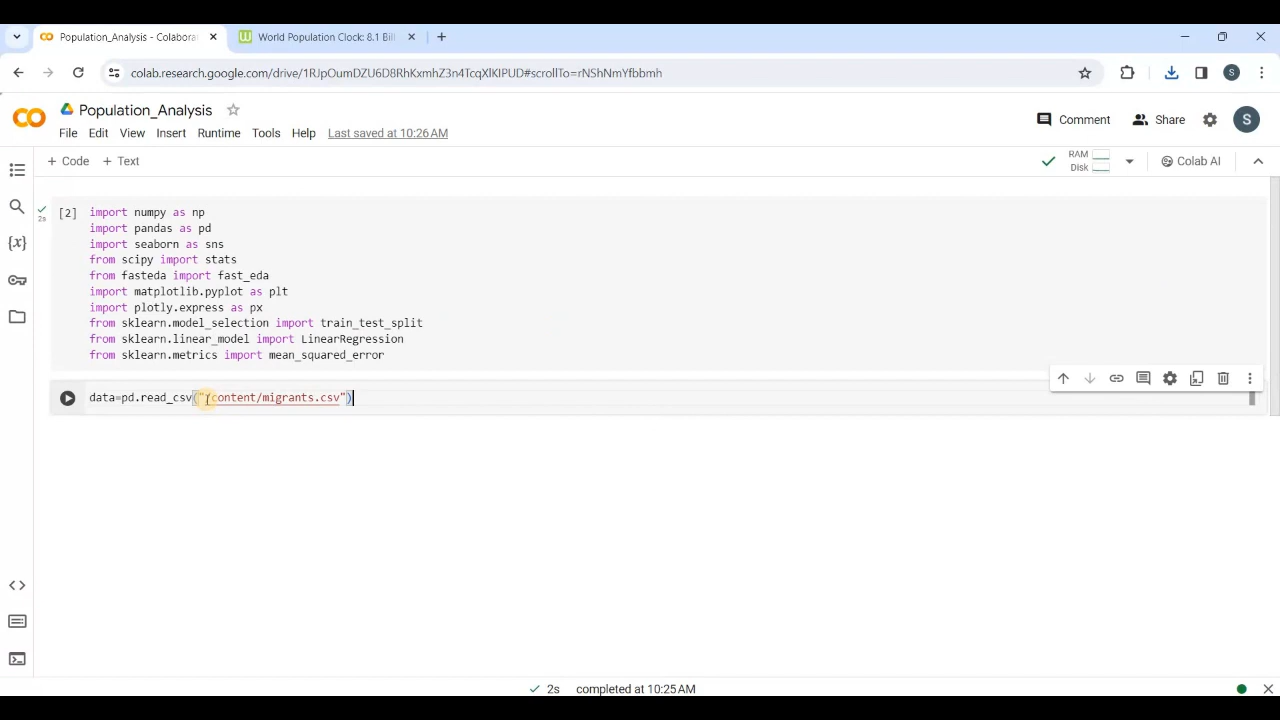 Population_Analysis - Colabora
World Population Clock: 8.1 Bil
colab.research.google.com/drive/1RJpOumDZU6D8RhKxmhZ3n4TcqXlKIPUD#scrollTo=rNShNmYfbbmh
S
Population_Analysis
File Edit View Insert Runtime Tools Help Last saved at 10:26 AM
Comment Share S
+ Code + Text
RAM
Disk
Colab AI
[2] import numpy as np
2s
import pandas as pd
import seaborn as sns
from scipy import stats
from fasteda import fast_eda
import matplotlib.pyplot as plt
import plotly.express as px
from sklearn.model_selection import train_test_split
from sklearn.linear_model import LinearRegression
from sklearn.metrics import mean_squared_error
data=pd.read_csv("/content/migrants.csv")
2s completed at 10:25 AM